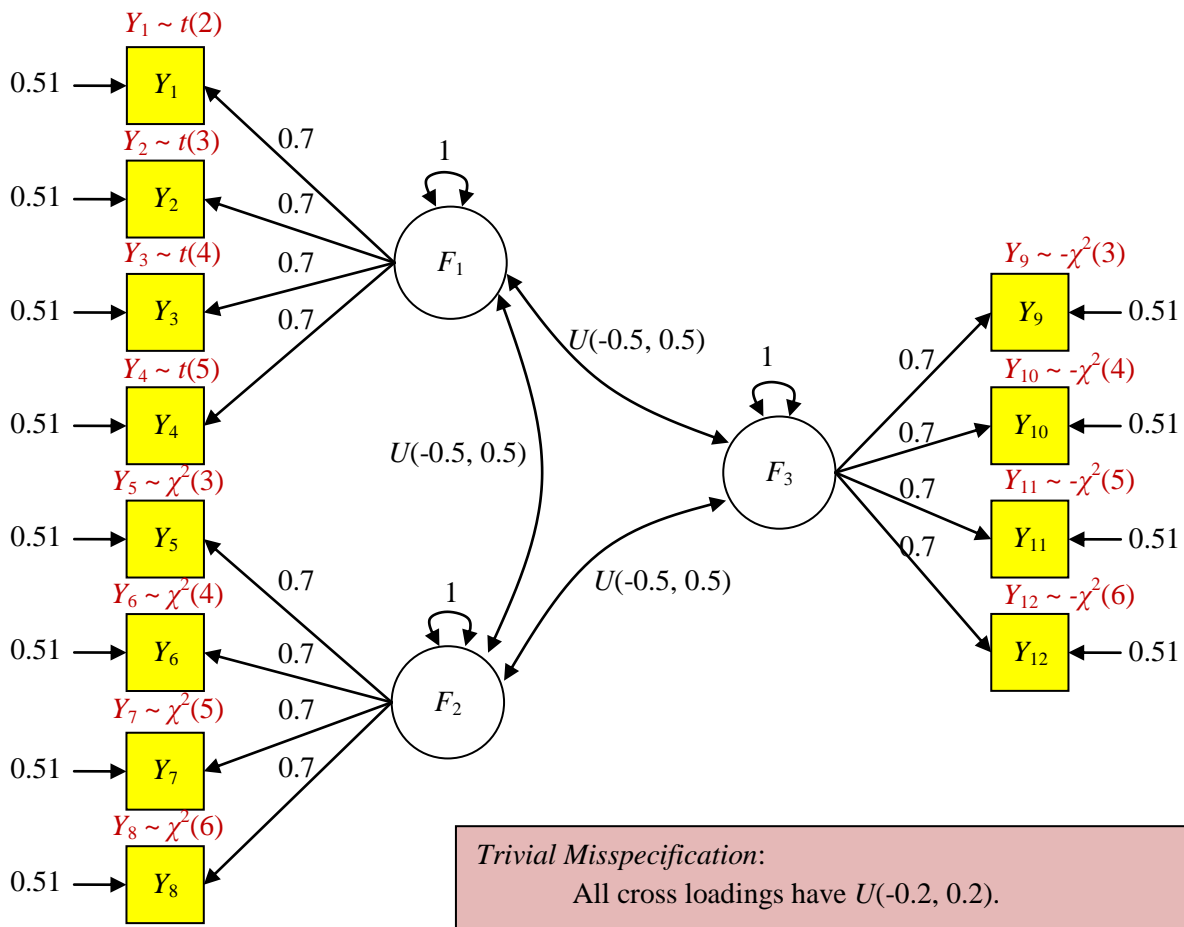 Y₁ ~ t(2)
0.51
Y₁
0.7
Y₂ ~ t(3)
0.51
Y₂
0.7
Y₃ ~ t(4)
0.51
Y₃
0.7
Y₄ ~ t(5)
0.51
Y₄
0.7
1
F₁
Y₅ ~ χ²(3)
0.51
Y₅
0.7
Y₆ ~ χ²(4)
0.51
Y₆
0.7
Y₇ ~ χ²(5)
0.51
Y₇
0.7
Y₈ ~ χ²(6)
0.51
Y₈
0.7
1
F₂
U(-0.5, 0.5)
U(-0.5, 0.5)
U(-0.5, 0.5)
1
F₃
Y₉ ~ -χ²(3)
0.7
Y₉
0.51
Y₁₀ ~ -χ²(4)
0.7
Y₁₀
0.51
Y₁₁ ~ -χ²(5)
0.7
Y₁₁
0.51
Y₁₂ ~ -χ²(6)
0.7
Y₁₂
0.51
Trivial Misspecification:
All cross loadings have U(-0.2, 0.2).